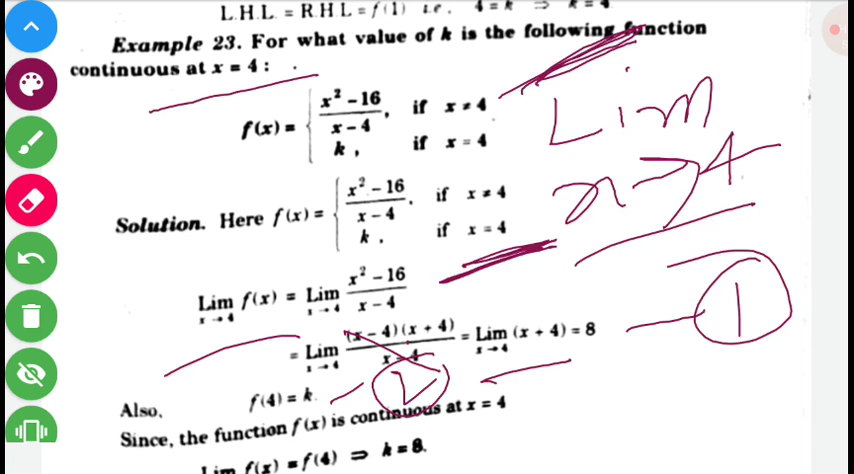 L.H.L. = R.H.L = f(1) i.e. 4 = k ⇒ k = 4
Example 23. For what value of k is the following function
continuous at x = 4 :
f(x) = { (x² – 16)/(x – 4), if x ≠ 4
k, if x = 4
Lim
x→4
Solution. Here f(x) = { (x² – 16)/(x – 4), if x ≠ 4
k, if x = 4
Lim x→4 f(x) = Lim x→4 (x² – 16)/(x – 4)
= Lim x→4 (x – 4)(x + 4)/(x – 4) = Lim x→4 (x + 4) = 8
1
Also, f(4) = k.
2
Since, the function f(x) is continuous at x = 4
Lim f(x) = f(4) ⇒ k = 8.